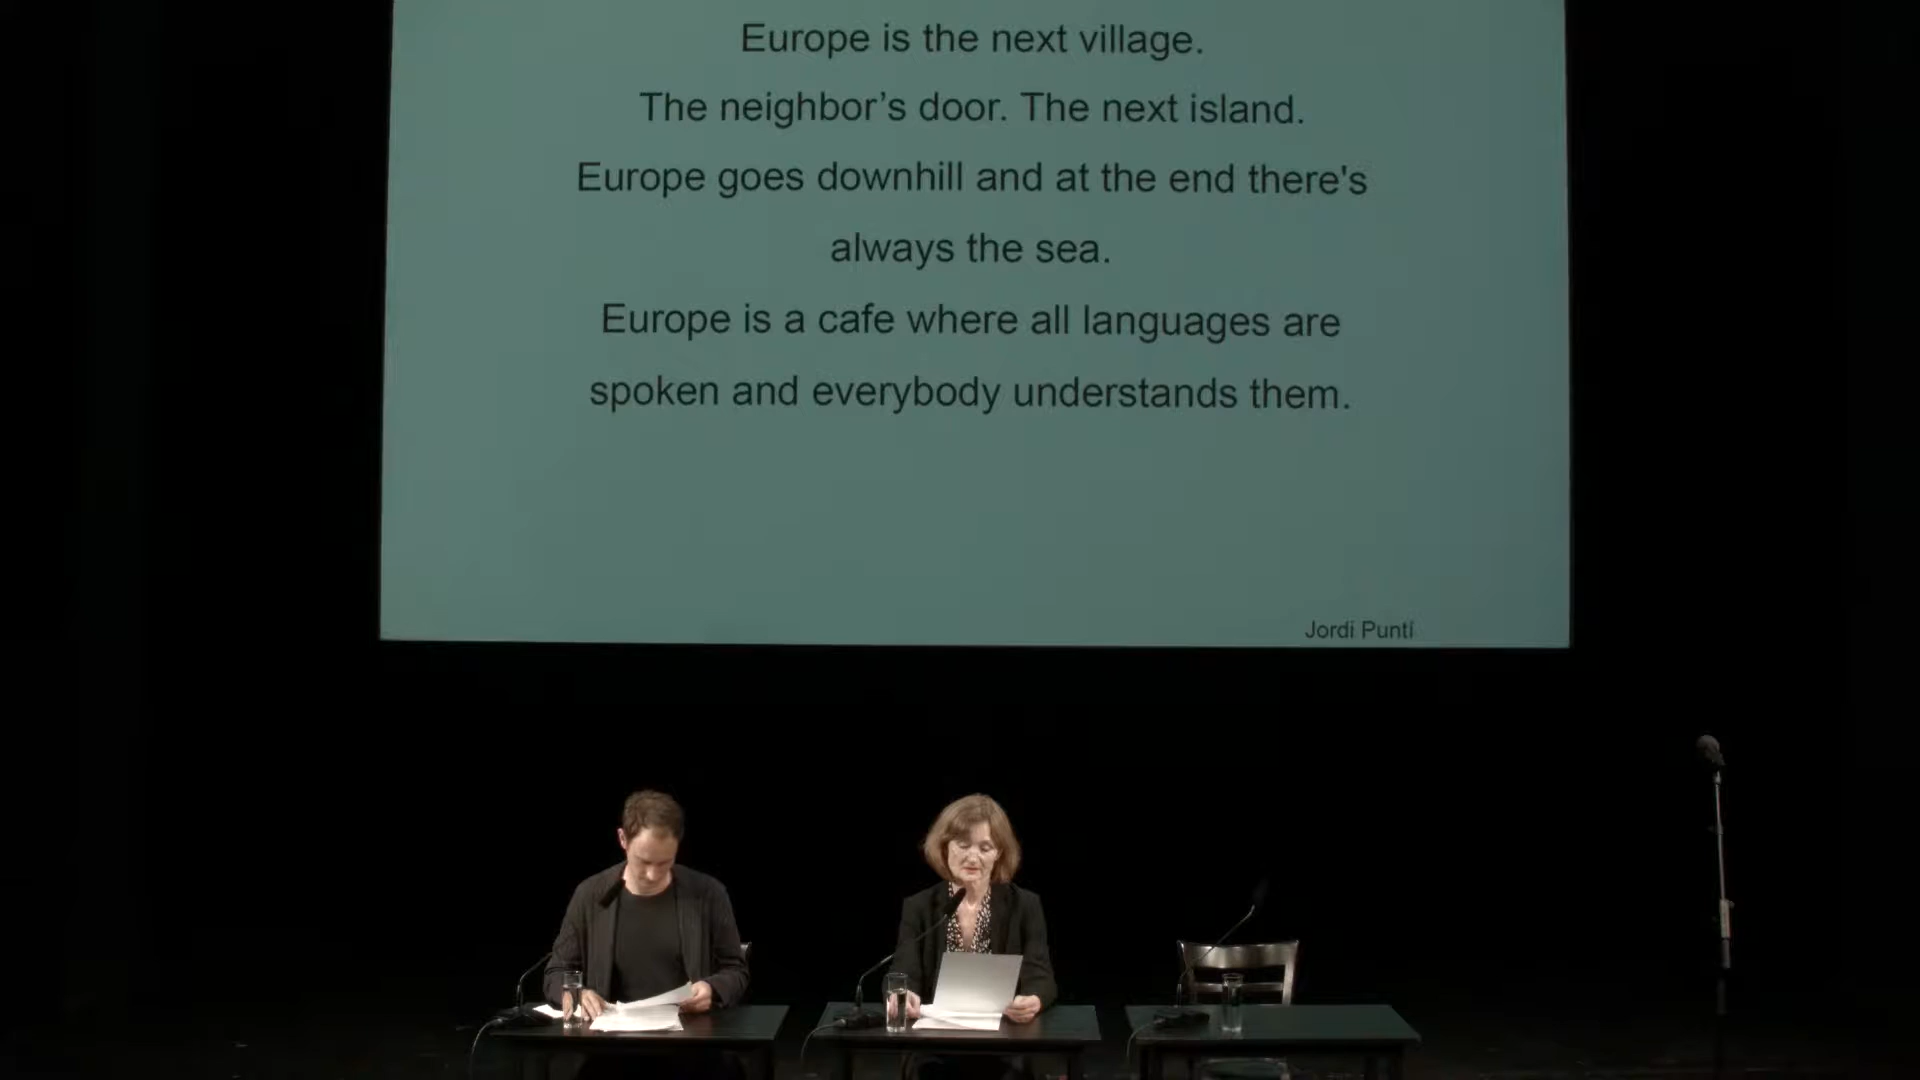 Europe is the next village.
The neighbor’s door. The next island.
Europe goes downhill and at the end there's
always the sea.
Europe is a cafe where all languages are
spoken and everybody understands them.
Jordi Puntí